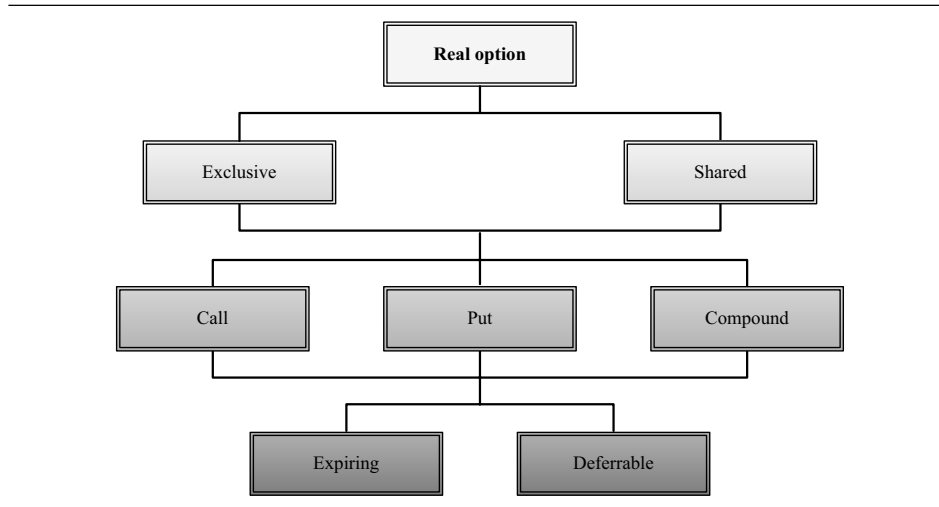 Real option
Exclusive
Shared
Call
Put
Compound
Expiring
Deferrable